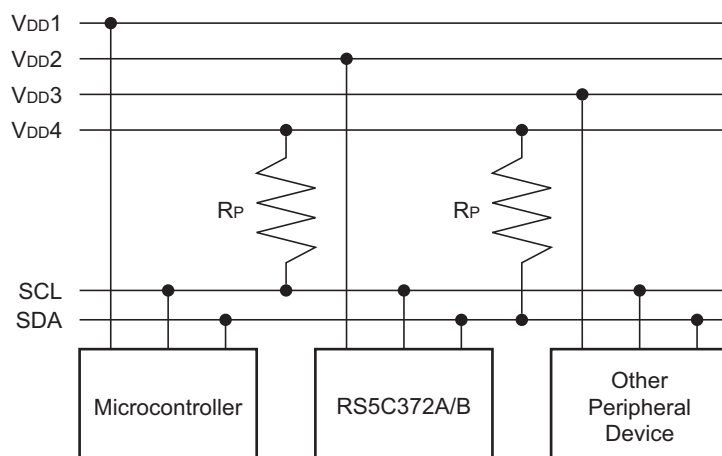 VDD1
VDD2
VDD3
VDD4
RP
RP
SCL
SDA
Microcontroller
RS5C372A/B
Other
Peripheral
Device